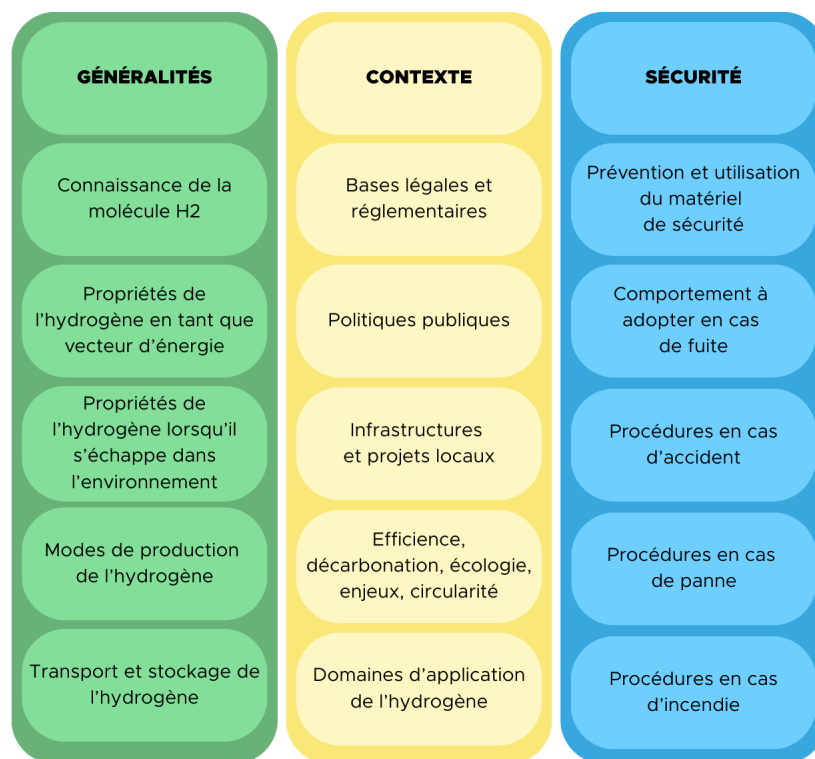 GÉNÉRALITÉS
Connaissance de la
molécule H2
Propriétés de
l'hydrogène en tant que
vecteur d'énergie
Propriétés de
l'hydrogène lorsqu'il
s'échappe dans
l'environnement
Modes de production
de l'hydrogène
Transport et stockage de
l'hydrogène
CONTEXTE
Bases légales et
réglementaires
Politiques publiques
Infrastructures
et projets locaux
Efficience,
décarbonation, écologie,
enjeux, circularité
Domaines d'application
de l'hydrogène
SÉCURITÉ
Prévention et utilisation
du matériel
de sécurité
Comportement à
adopter en cas
de fuite
Procédures en cas
d'accident
Procédures en cas
de panne
Procédures en cas
d'incendie